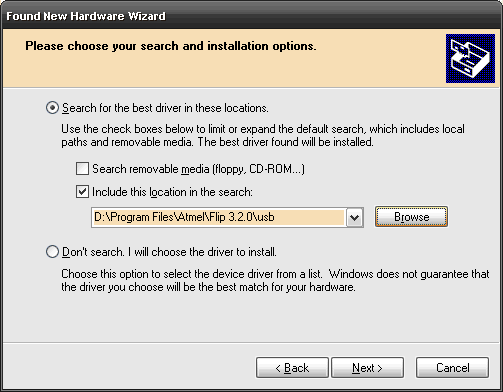 Found New Hardware Wizard
Please choose your search and installation options.
Search for the best driver in these locations.
Use the check boxes below to limit or expand the default search, which includes local
paths and removable media. The best driver found will be installed.
Search removable media (floppy, CD-ROM...)
Include this location in the search:
D:\Program Files\Atmel\Flip 3.2.0\usb
Browse
Don't search. I will choose the driver to install.
Choose this option to select the device driver from a list. Windows does not guarantee that
the driver you choose will be the best match for your hardware.
< Back
Next >
Cancel